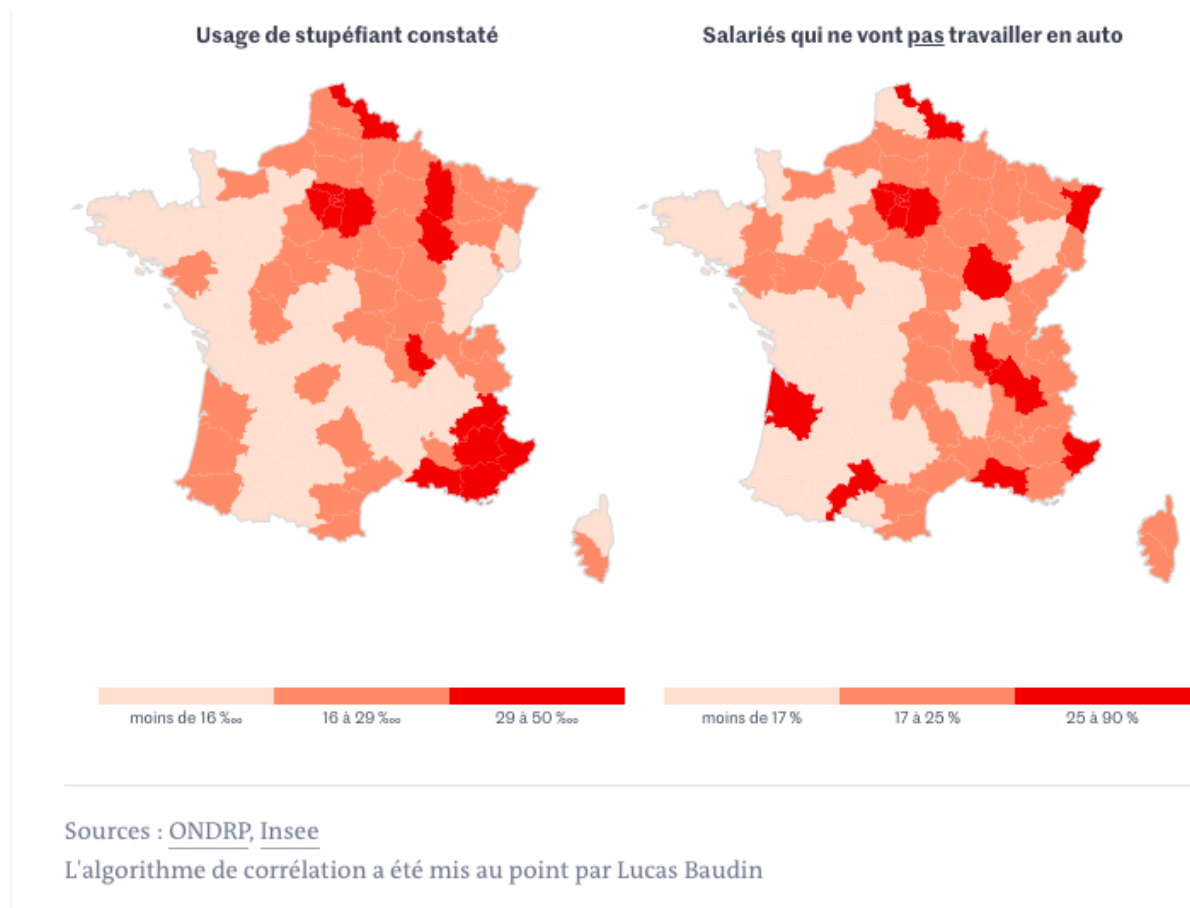 Usage de stupéfiant constaté
Salariés qui ne vont pas travailler en auto
moins de 16 ‱
16 à 29 ‱
29 à 50 ‱
moins de 17 %
17 à 25 %
25 à 90 %
Sources : ONDRP, Insee
L'algorithme de corrélation a été mis au point par Lucas Baudin